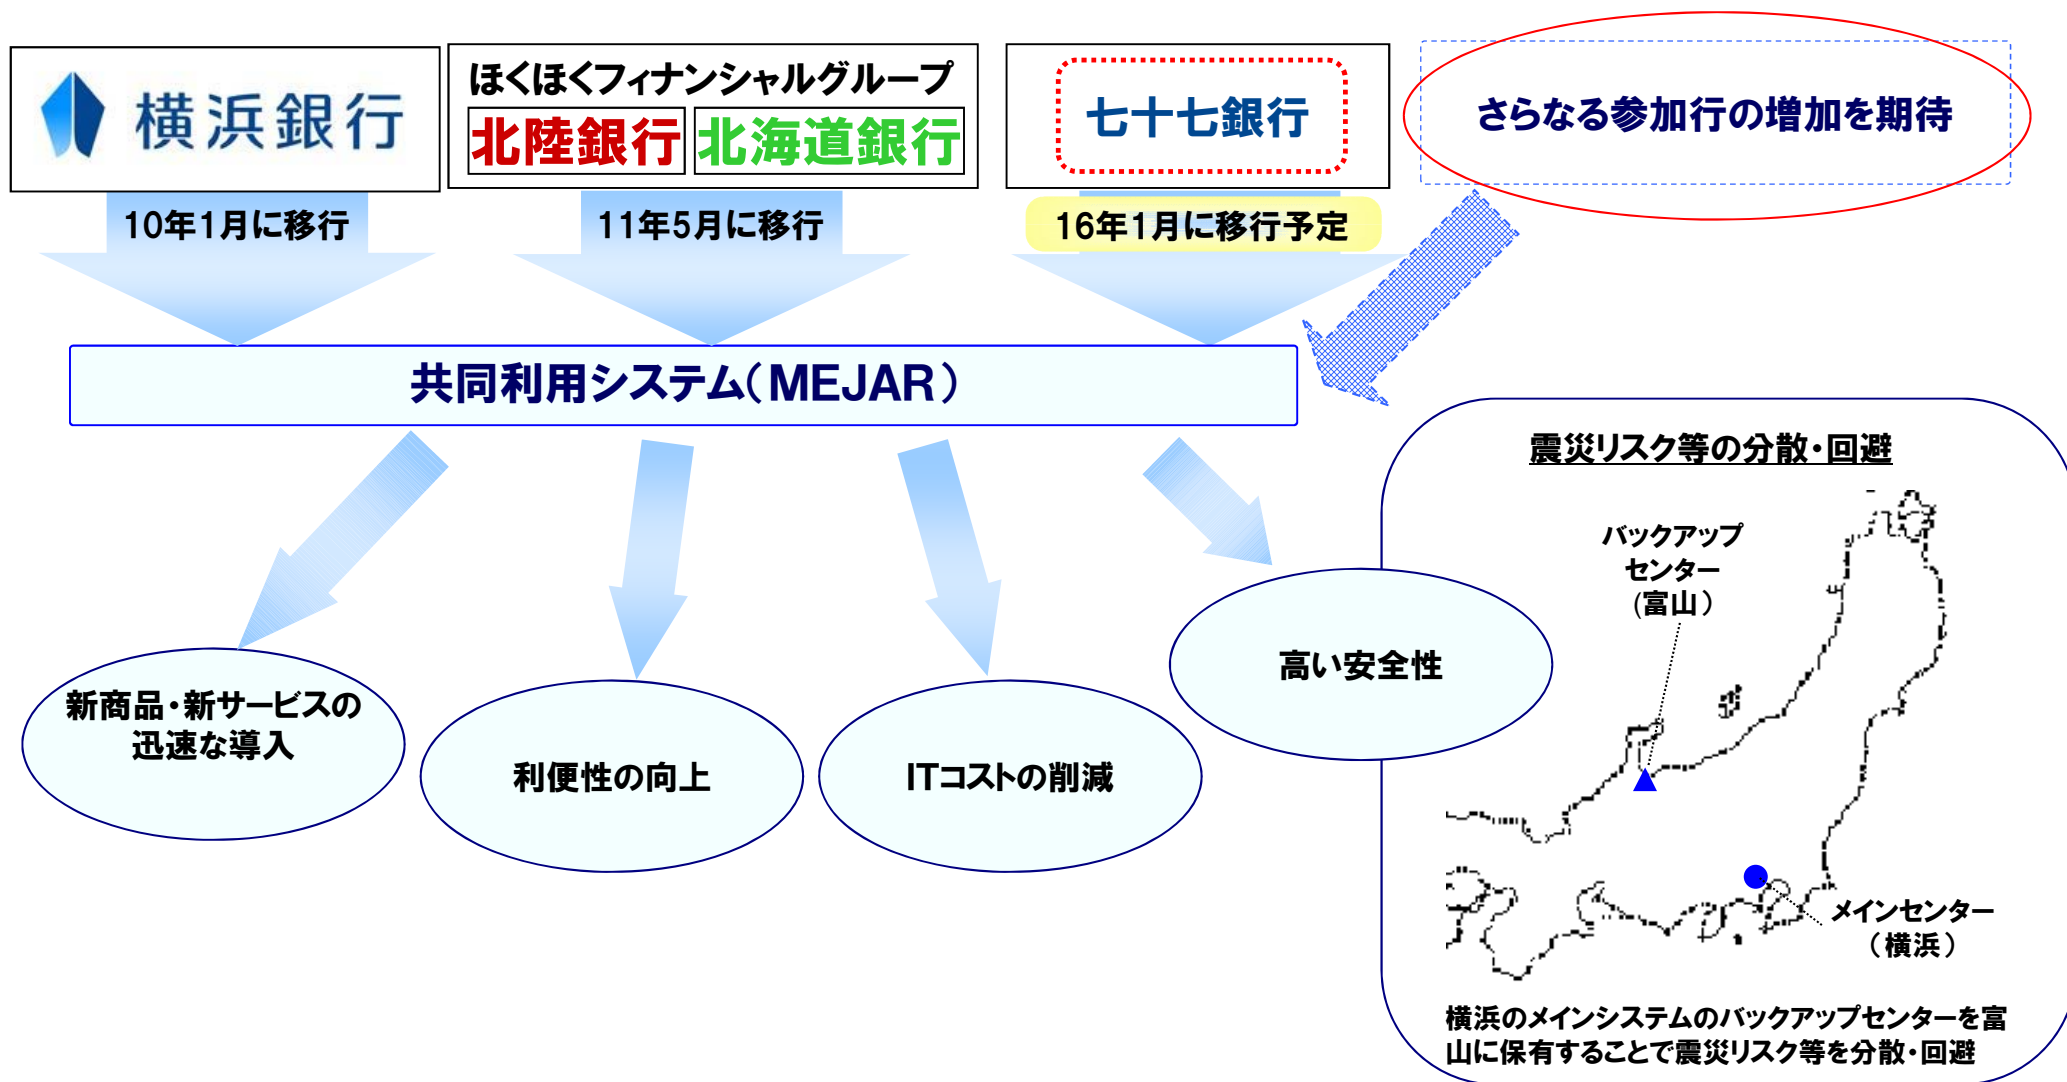 横浜銀行
ほくほくフィナンシャルグループ
北陸銀行 北海道銀行
七十七銀行
さらなる参加行の増加を期待
10年1月に移行
11年5月に移行
16年1月に移行予定
共同利用システム(MEJAR)
新商品・新サービスの
迅速な導入
利便性の向上
ITコストの削減
高い安全性
震災リスク等の分散・回避
バックアップ
センター
(富山)
メインセンター
(横浜)
横浜のメインシステムのバックアップセンターを富
山に保有することで震災リスク等を分散・回避